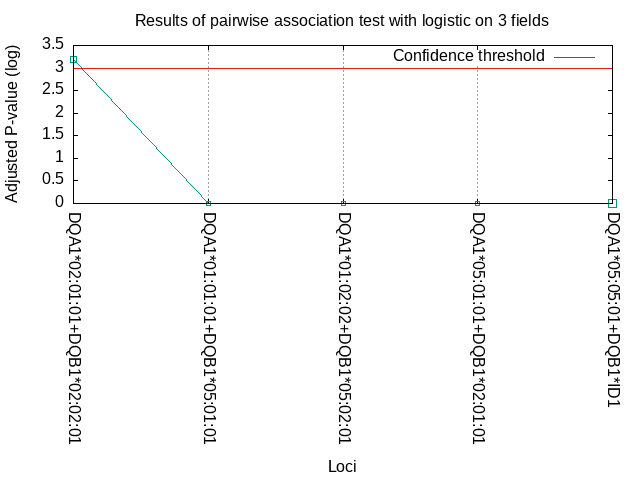 Results of pairwise association test with logistic on 3 fields
Adjusted P-value (log)
3.5
3
2.5
2
1.5
1
0.5
0
Confidence threshold
DQA1*02:01:01+DQB1*02:02:01
DQA1*01:01:01+DQB1*05:01:01
DQA1*01:02:02+DQB1*05:02:01
DQA1*05:01:01+DQB1*02:01:01
DQA1*05:05:01+DQB1*ID1
Loci